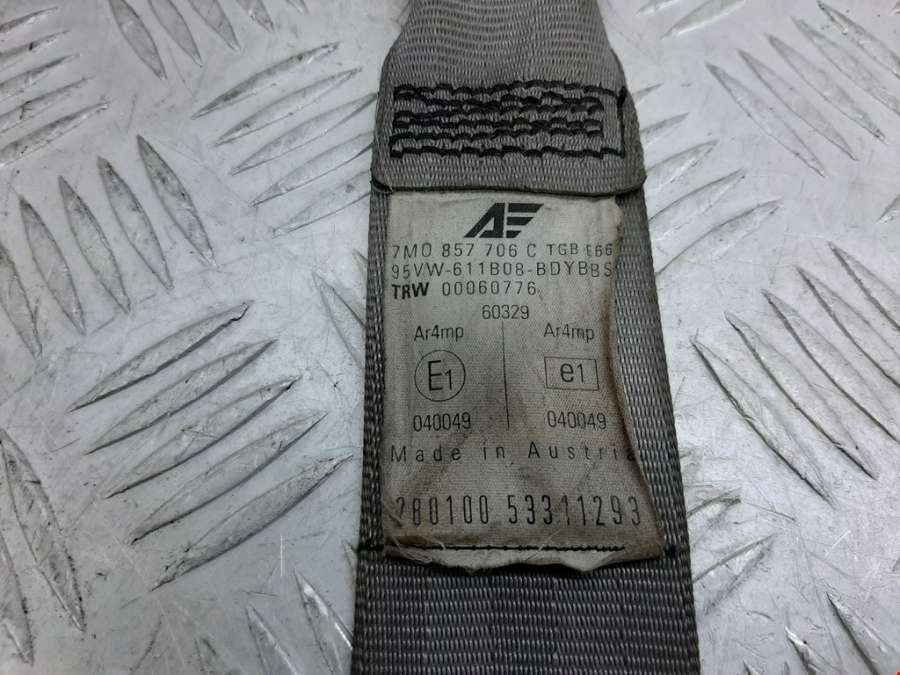 AE
7M0 857 706 C TGB E66
95VW-611B08-BDYBBS
TRW 00060776
60329
Ar4mp Ar4mp
E1 e1
040049 040049
Made in Austria
280100 53311293